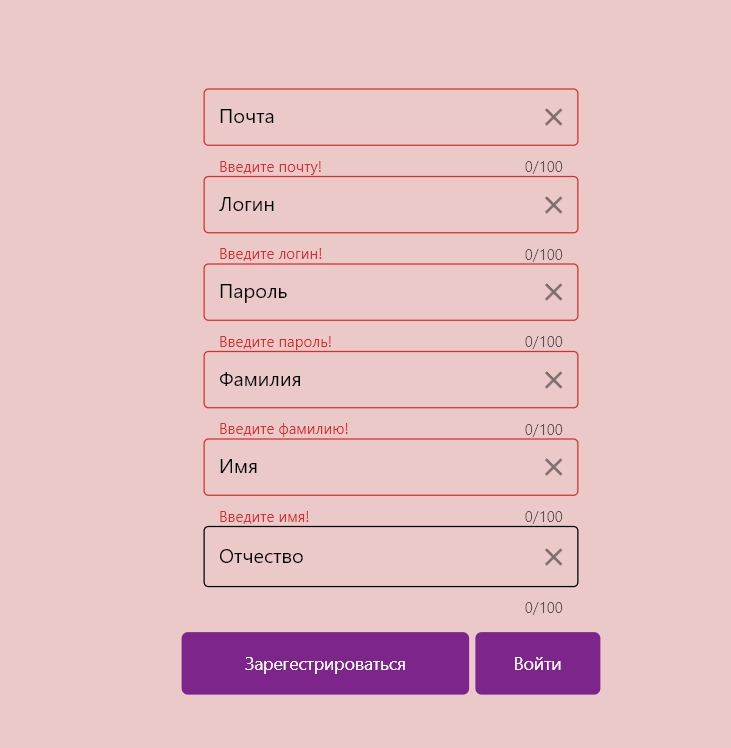 Почта
Введите почту! 0/100
Логин
Введите логин! 0/100
Пароль
Введите пароль! 0/100
Фамилия
Введите фамилию! 0/100
Имя
Введите имя! 0/100
Отчество
0/100
Зарегестрироваться Войти